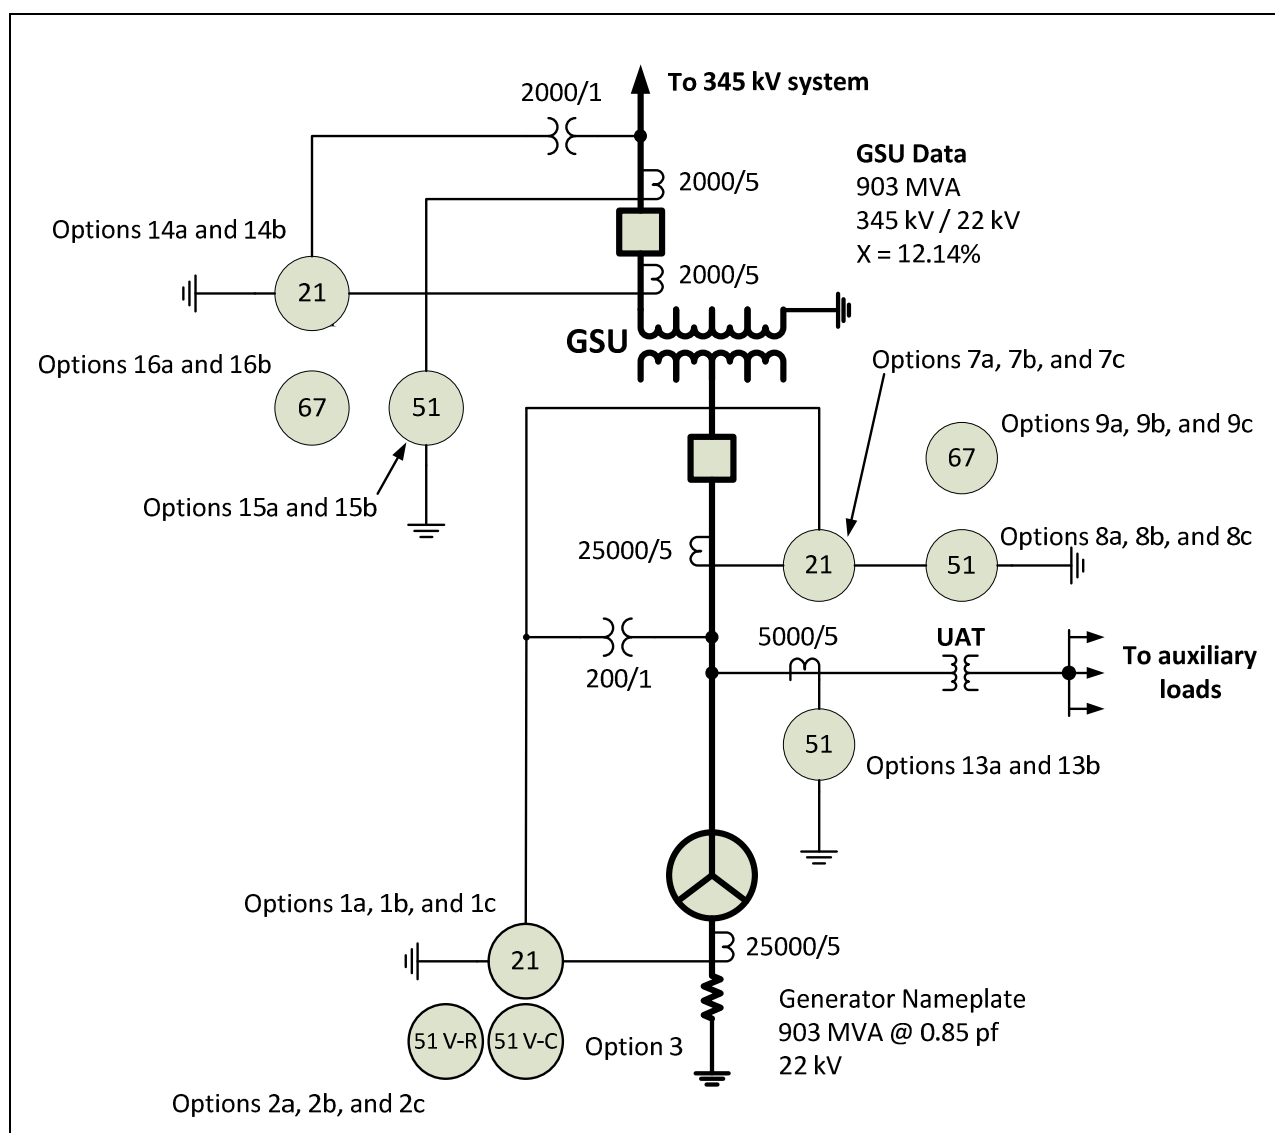 To 345 kV system
2000/1
GSU Data
903 MVA
345 kV / 22 kV
X = 12.14%
2000/5
Options 14a and 14b
2000/5
21
GSU
Options 16a and 16b
67
51
Options 7a, 7b, and 7c
Options 9a, 9b, and 9c
67
Options 15a and 15b
25000/5
21
51
Options 8a, 8b, and 8c
200/1
5000/5
UAT
To auxiliary
loads
51
Options 13a and 13b
Options 1a, 1b, and 1c
21
25000/5
Generator Nameplate
903 MVA @ 0.85 pf
22 kV
51 V-R
51 V-C
Option 3
Options 2a, 2b, and 2c